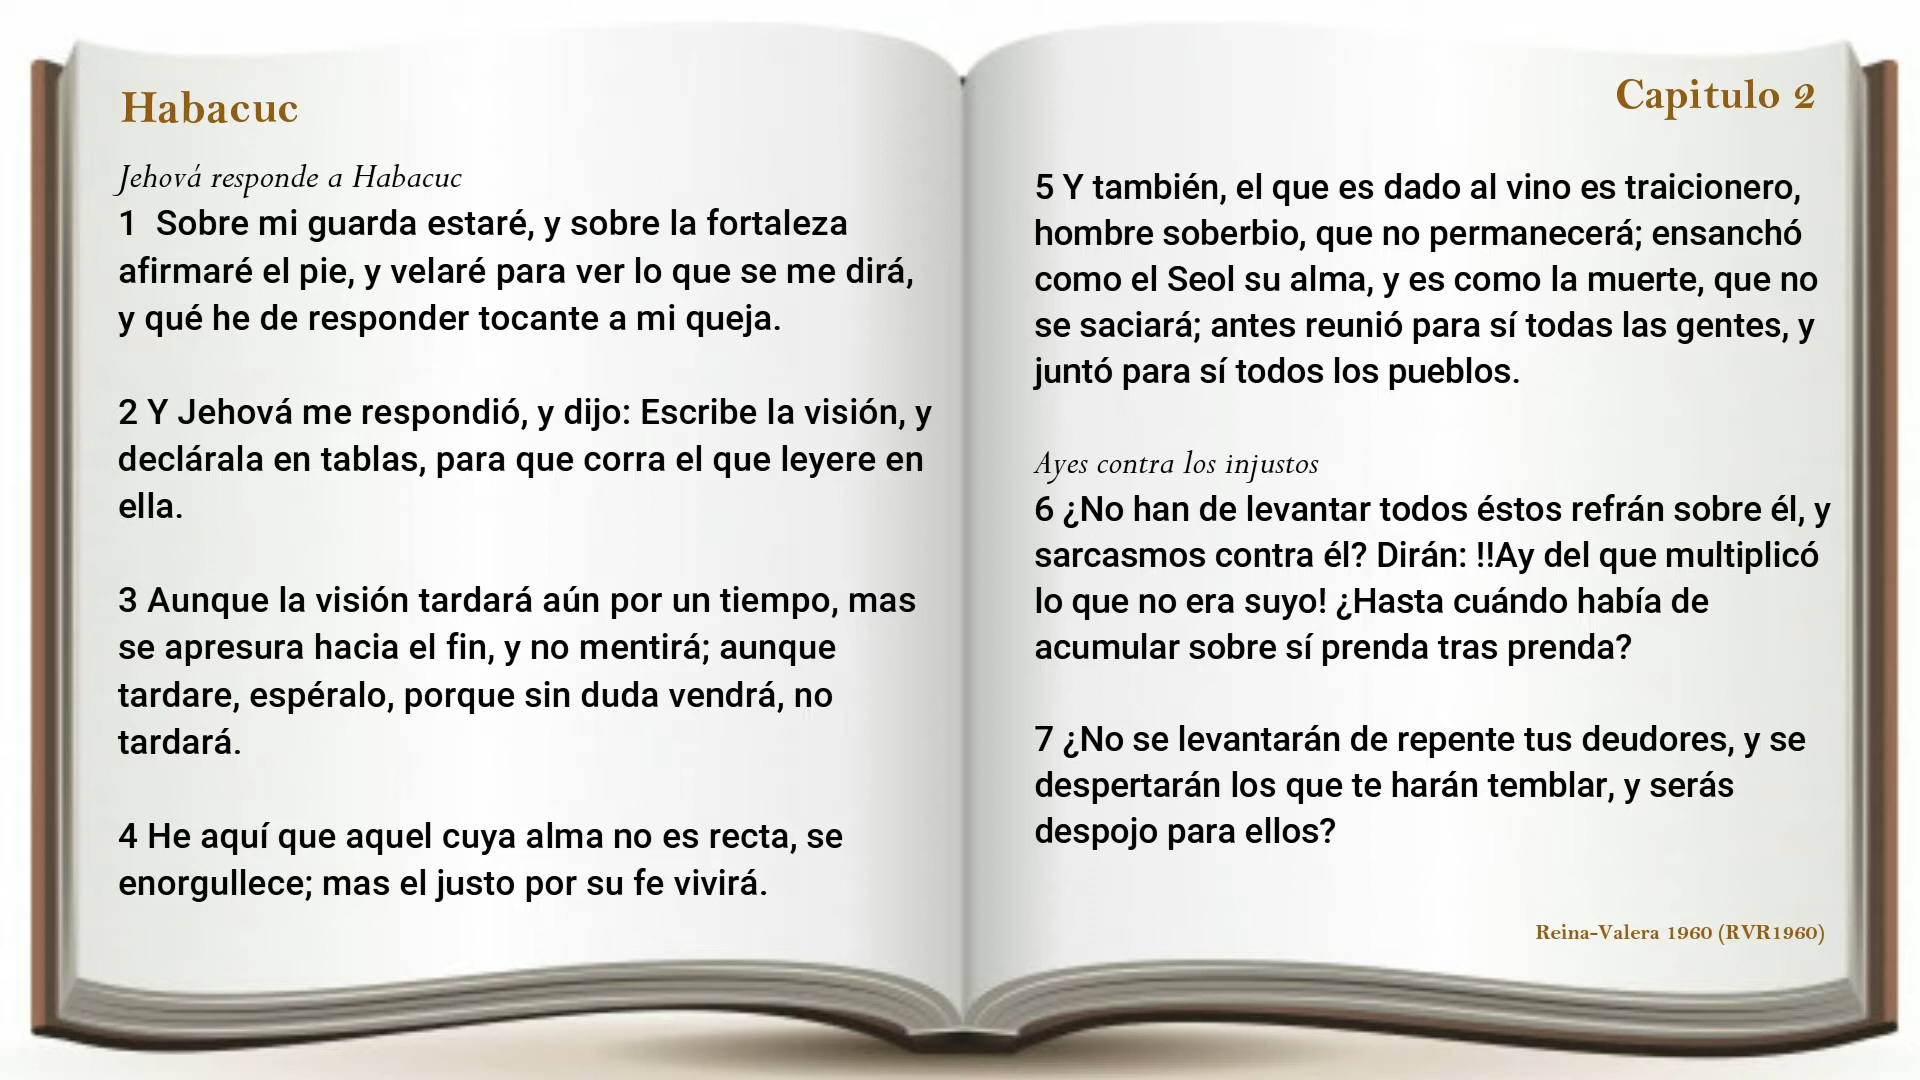 Habacuc
Jehová responde a Habacuc
1  Sobre mi guarda estaré, y sobre la fortaleza
afirmaré el pie, y velaré para ver lo que se me dirá,
y qué he de responder tocante a mi queja.
2 Y Jehová me respondió, y dijo: Escribe la visión, y
declárala en tablas, para que corra el que leyere en
ella.
3 Aunque la visión tardará aún por un tiempo, mas
se apresura hacia el fin, y no mentirá; aunque
tardare, espéralo, porque sin duda vendrá, no
tardará.
4 He aquí que aquel cuya alma no es recta, se
enorgullece; mas el justo por su fe vivirá.
Capitulo 2
5 Y también, el que es dado al vino es traicionero,
hombre soberbio, que no permanecerá; ensanchó
como el Seol su alma, y es como la muerte, que no
se saciará; antes reunió para sí todas las gentes, y
juntó para sí todos los pueblos.
Ayes contra los injustos
6 ¿No han de levantar todos éstos refrán sobre él, y
sarcasmos contra él? Dirán: !!Ay del que multiplicó
lo que no era suyo! ¿Hasta cuándo había de
acumular sobre sí prenda tras prenda?
7 ¿No se levantarán de repente tus deudores, y se
despertarán los que te harán temblar, y serás
despojo para ellos?
Reina-Valera 1960 (RVR1960)